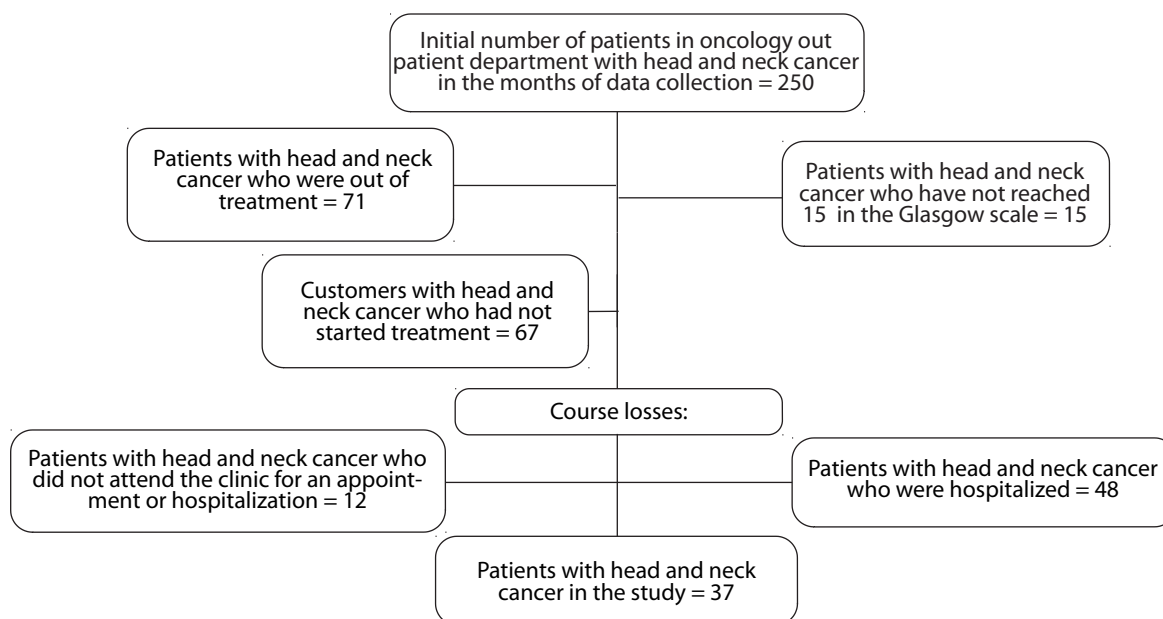 Initial number of patients in oncology out
patient department with head and neck cancer
in the months of data collection = 250
Patients with head and neck
cancer who were out of
treatment = 71
Patients with head and neck
cancer who have not reached
15 in the Glasgow scale = 15
Customers with head and
neck cancer who had not
started treatment = 67
Course losses:
Patients with head and neck cancer who
did not attend the clinic for an appoint-
ment or hospitalization = 12
Patients with head and neck cancer
who were hospitalized = 48
Patients with head and neck
cancer in the study = 37